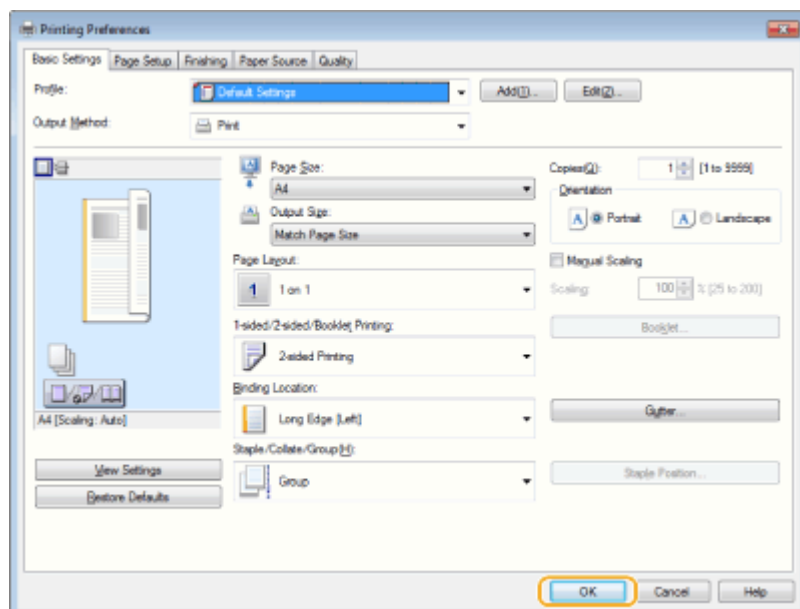 Printing Preferences
Basic Settings Page Setup Finishing Paper Source Quality
Profile: Default Settings Add(1)... Edit(2)...
Output Method: Print
Page Size: Copies(Q): 1 [1 to 9999]
A4 Orientation
Output Size: A Portrait A Landscape
Match Page Size
Page Layout: Manual Scaling
1 1 on 1 Scaling: 100 % [25 to 200]
1-sided/2-sided/Booklet Printing: Booklet...
2-sided Printing
Binding Location:
Long Edge [Left] Gutter...
A4 [Scaling: Auto]
Staple/Collate/Group(H):
View Settings Group Staple Position...
Restore Defaults
OK Cancel Help